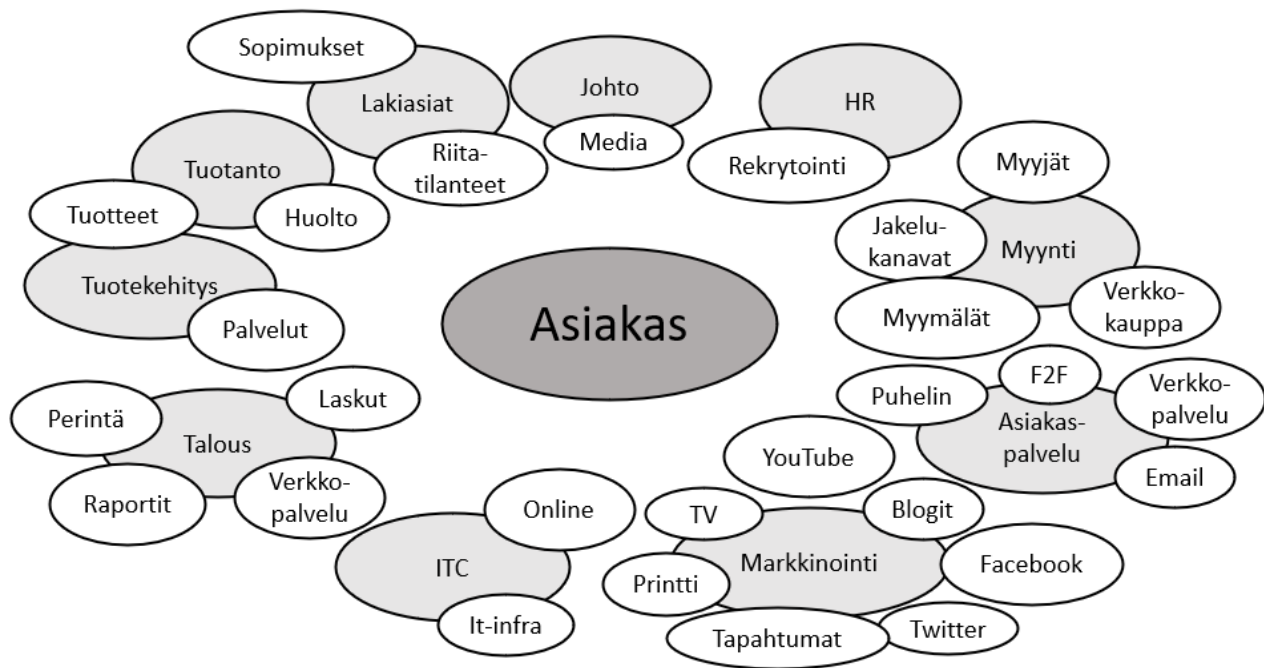 Sopimukset
Lakiasiat
Riita-
tilanteet
Johto
Media
HR
Rekrytointi
Tuotanto
Tuotteet
Huolto
Tuotekehitys
Palvelut
Myyjät
Jakelu-
kanavat
Myynti
Myymälät
Verkko-
kauppa
Asiakas
Perintä
Laskut
Talous
Raportit
Verkko-
palvelu
F2F
Puhelin
Verkko-
palvelu
Asiakas-
palvelu
Email
YouTube
TV
Blogit
Markkinointi
Facebook
Printti
Tapahtumat
Twitter
Online
ITC
It-infra